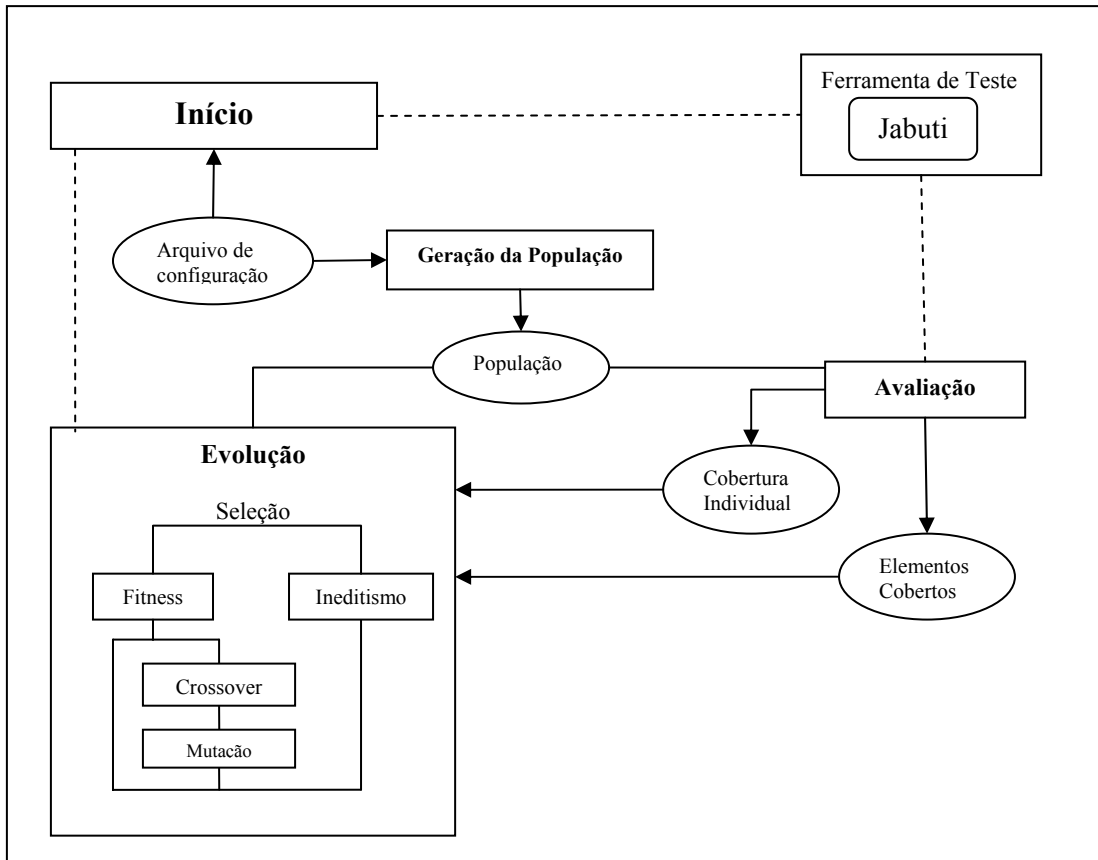 Início
Ferramenta de Teste
Jabuti
Arquivo de
configuração
Geração da População
População
Avaliação
Evolução
Cobertura
Individual
Seleção
Elementos
Cobertos
Fitness
Ineditismo
Crossover
Mutacão